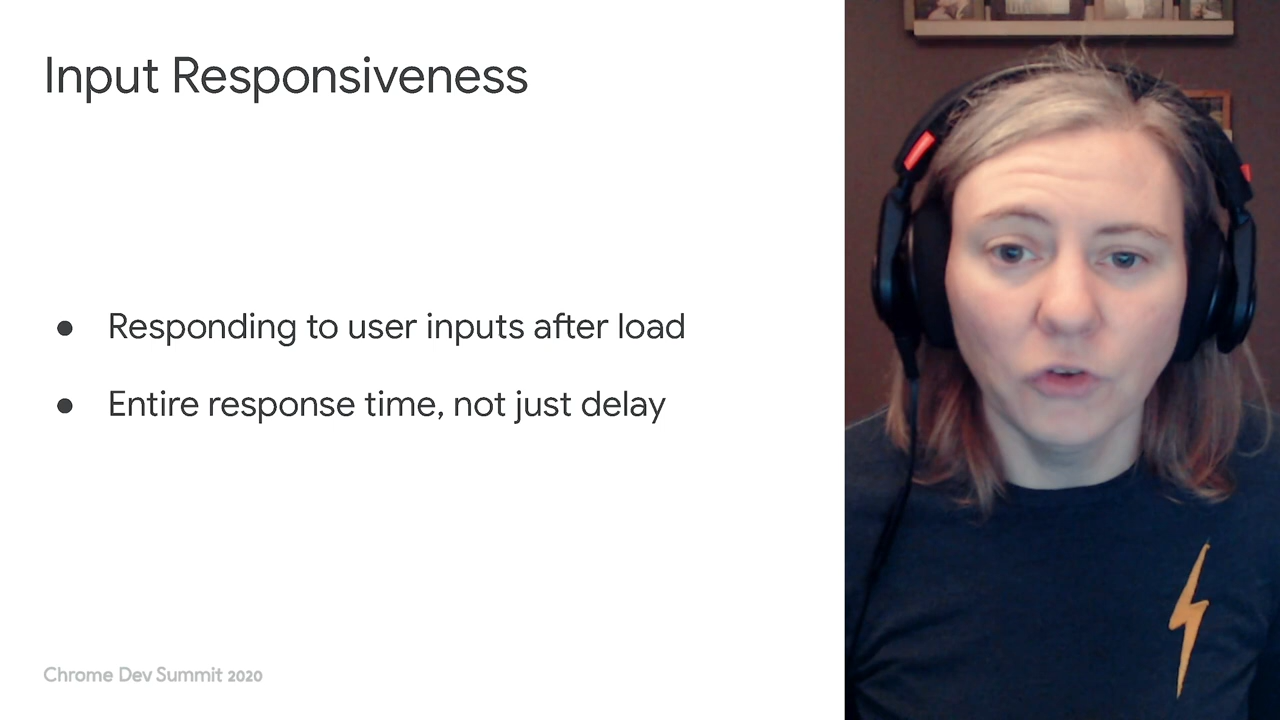 Input Responsiveness
● Responding to user inputs after load
● Entire response time, not just delay
Chrome Dev Summit 2020